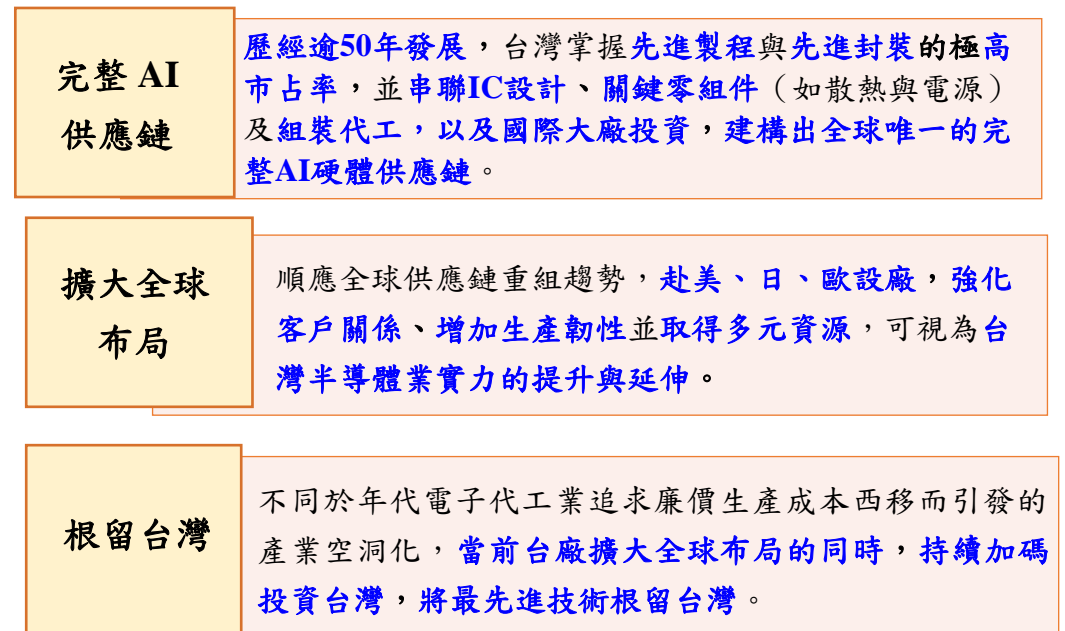 完整 AI
供應鏈
歷經逾50年發展，台灣掌握先進製程與先進封裝的極高
市占率，並串聯IC設計、關鍵零組件（如散熱與電源）
及組裝代工，以及國際大廠投資，建構出全球唯一的完
整AI硬體供應鏈。
擴大全球
布局
順應全球供應鏈重組趨勢，赴美、日、歐設廠，強化
客戶關係、增加生產韌性並取得多元資源，可視為台
灣半導體業實力的提升與延伸。
根留台灣
不同於年代電子代工業追求廉價生產成本西移而引發的
產業空洞化，當前台廠擴大全球布局的同時，持續加碼
投資台灣，將最先進技術根留台灣。